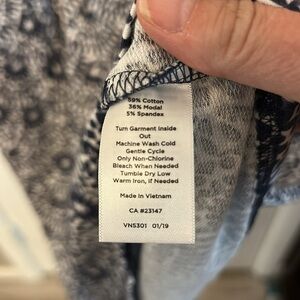 59% Cotton
36% Modal
5% Spandex
Turn Garment Inside
Out
Machine Wash Cold
Gentle Cycle
Only Non-Chlorine
Bleach When Needed
Tumble Dry Low
Warm Iron, If Needed
Made in Vietnam
CA #23147
VNS301 01/19